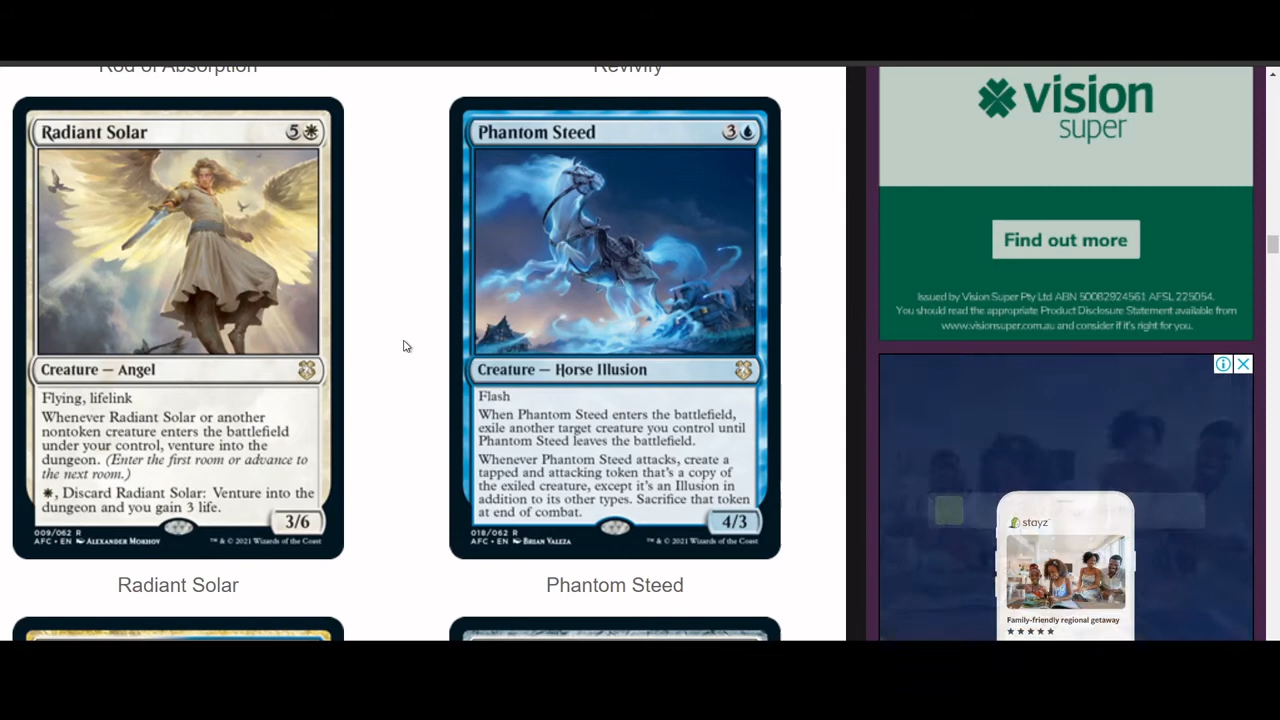 Rod of Absorption
Revivify
Radiant Solar
5
Creature — Angel
Flying, lifelink
Whenever Radiant Solar or another
nontoken creature enters the battlefield
under your control, venture into the
dungeon. (Enter the first room or advance to
the next room.)
, Discard Radiant Solar: Venture into the
dungeon and you gain 3 life.
3/6
009/062 R
AFC • EN ALEXANDER MOKHOV
™ & © 2021 Wizards of the Coast
Radiant Solar
Phantom Steed
3
Creature — Horse Illusion
Flash
When Phantom Steed enters the battlefield,
exile another target creature you control until
Phantom Steed leaves the battlefield.
Whenever Phantom Steed attacks, create a
tapped and attacking token that's a copy of
the exiled creature, except it's an Illusion in
addition to its other types. Sacrifice that token
at end of combat.
4/3
018/062 R
AFC • EN BRIAN VALEZA
™ & © 2021 Wizards of the Coast
Phantom Steed
vision
super
Find out more
Issued by Vision Super Pty Ltd ABN 50082924561 AFSL 225054.
You should read the appropriate Product Disclosure Statement available from
www.visionsuper.com.au and consider if it's right for you.
stayz
Family-friendly regional getaway